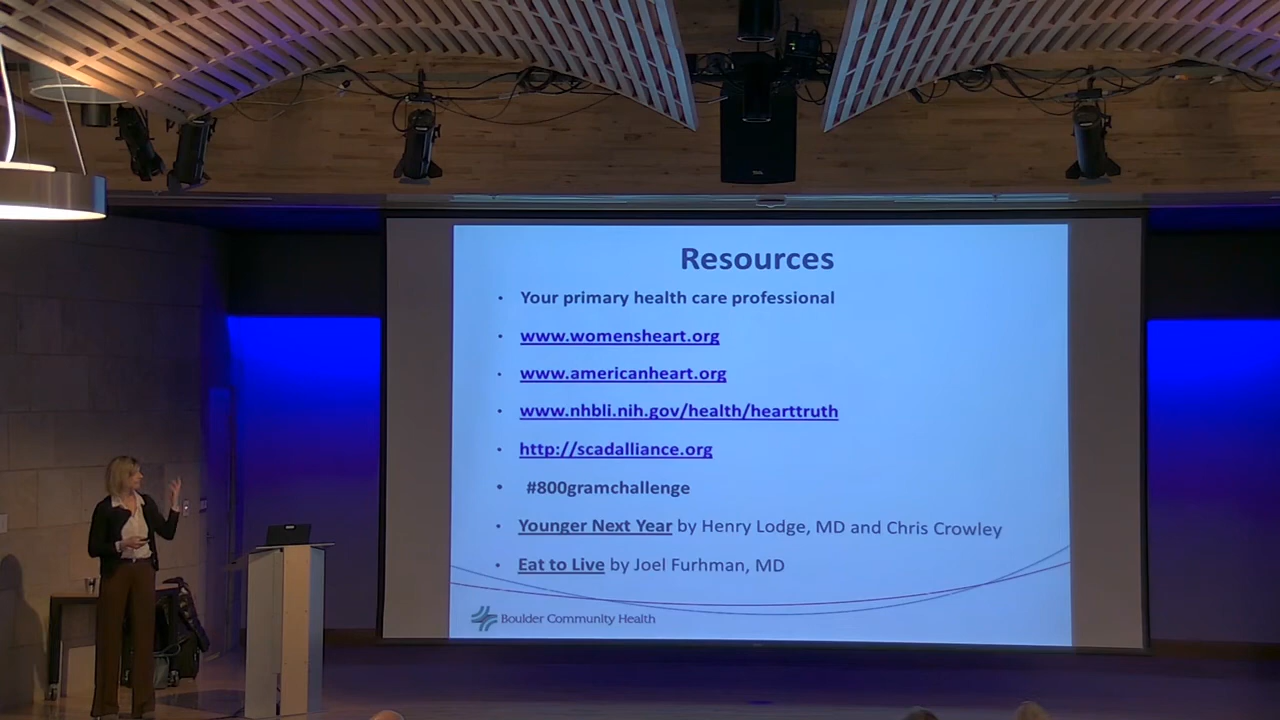 Resources
• Your primary health care professional
• www.womensheart.org
• www.americanheart.org
• www.nhbli.nih.gov/health/hearttruth
• http://scadalliance.org
• #800gramchallenge
• Younger Next Year by Henry Lodge, MD and Chris Crowley
• Eat to Live by Joel Furhman, MD
Boulder Community Health